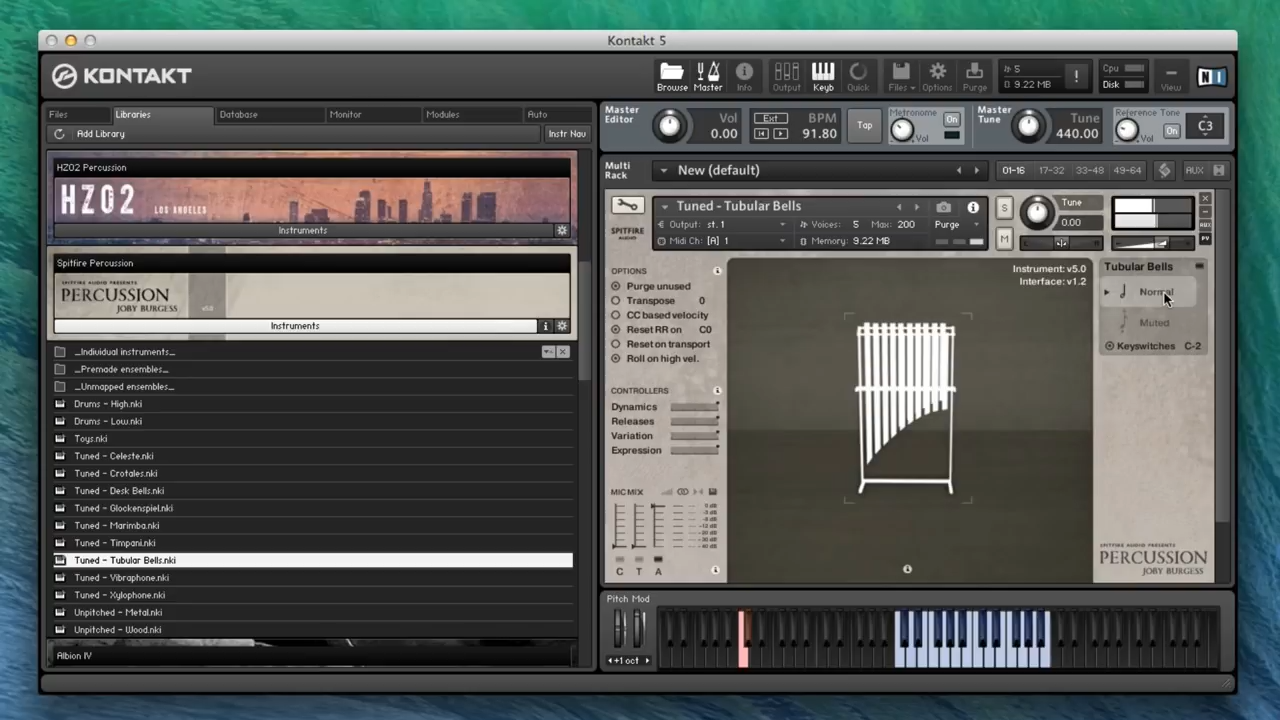 Kontakt 5
KONTAKT
Browse Master Info Output Keyb Quick Files Options Purge
5
9.22 MB
!
Cpu
Disk
View
NI
Files Libraries Database Monitor Modules Auto
Add Library
Instr Nav
HZ02 Percussion
HZ02 LOS ANGELES
Instruments
Spitfire Percussion
SPITFIRE AUDIO PRESENTS
PERCUSSION
JOBY BURGESS
v5.0
Instruments
_Individual instruments_
_Premade ensembles_
_Unmapped ensembles_
Drums - High.nki
Drums - Low.nki
Toys.nki
Tuned - Celeste.nki
Tuned - Crotales.nki
Tuned - Desk Bells.nki
Tuned - Glockenspiel.nki
Tuned - Marimba.nki
Tuned - Timpani.nki
Tuned - Tubular Bells.nki
Tuned - Vibraphone.nki
Tuned - Xylophone.nki
Unpitched - Metal.nki
Unpitched - Wood.nki
Albion IV
Master Editor
Vol
0.00
Ext
BPM
91.80
Tap
Metronome
On
Vol
Master Tune
Tune
440.00
Reference Tone
Vol
On
C3
Multi Rack
New (default)
01-16 17-32 33-48 49-64
AUX
SPITFIRE AUDIO
Tuned - Tubular Bells
Output: st. 1
Voices: 5 Max: 200
Purge
Midi Ch: [A] 1
Memory: 9.22 MB
S
M
Tune
0.00
L R
AUX
PV
OPTIONS
Purge unused
Transpose 0
CC based velocity
Reset RR on C0
Reset on transport
Roll on high vel.
CONTROLLERS
Dynamics
Releases
Variation
Expression
MIC MIX
C T A
Instrument: v5.0
Interface: v1.2
Tubular Bells
Normal
Muted
Keyswitches C-2
SPITFIRE AUDIO PRESENTS
PERCUSSION
JOBY BURGESS
Pitch Mod
+1 oct